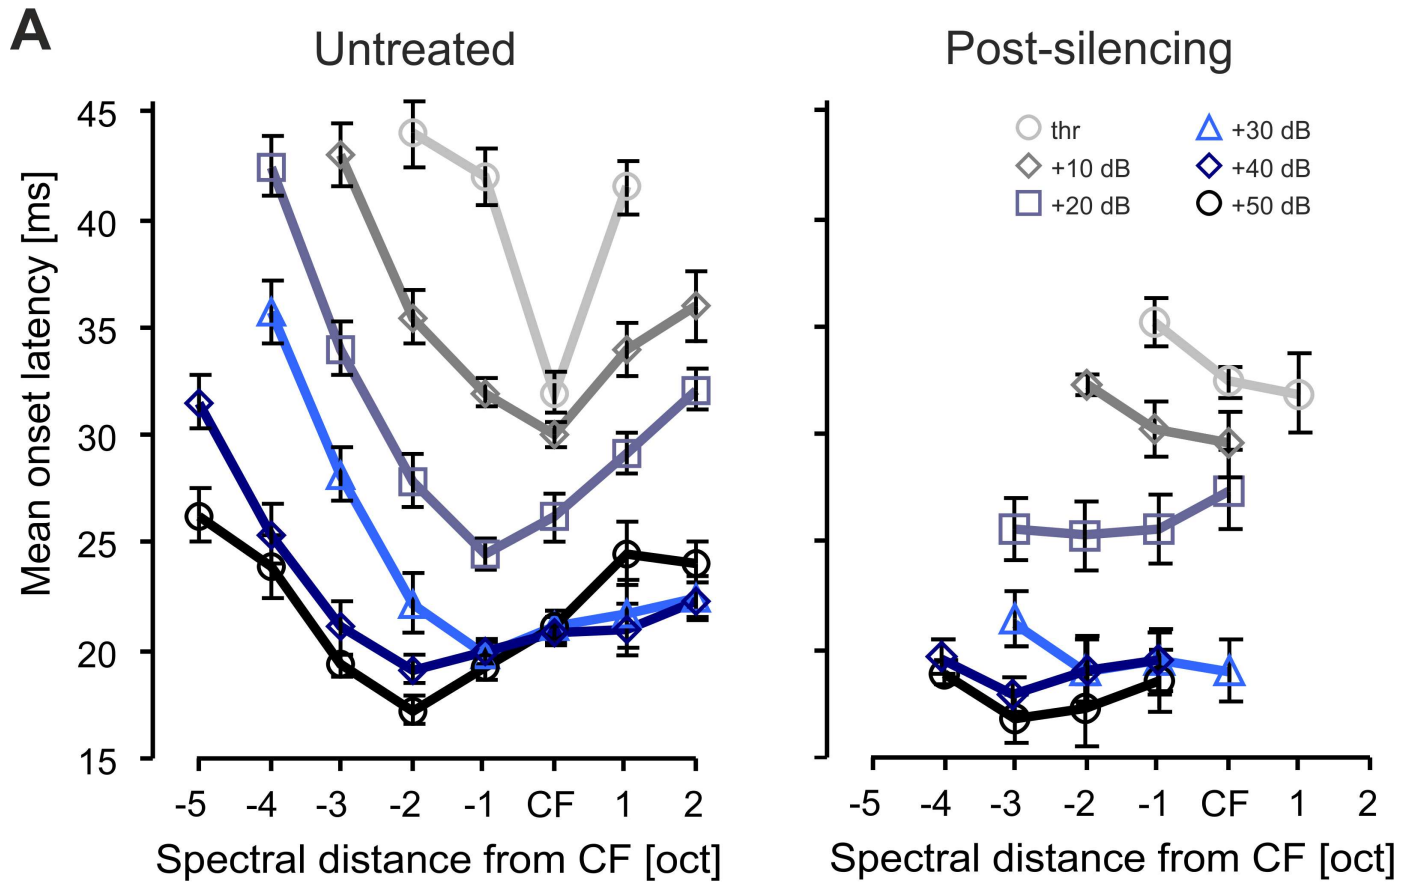 A
Untreated
Post-silencing
Mean onset latency [ms]
45
40
35
30
25
20
15
thr
+10 dB
+20 dB
+30 dB
+40 dB
+50 dB
-5 -4 -3 -2 -1 CF 1 2
-5 -4 -3 -2 -1 CF 1 2
Spectral distance from CF [oct]
Spectral distance from CF [oct]